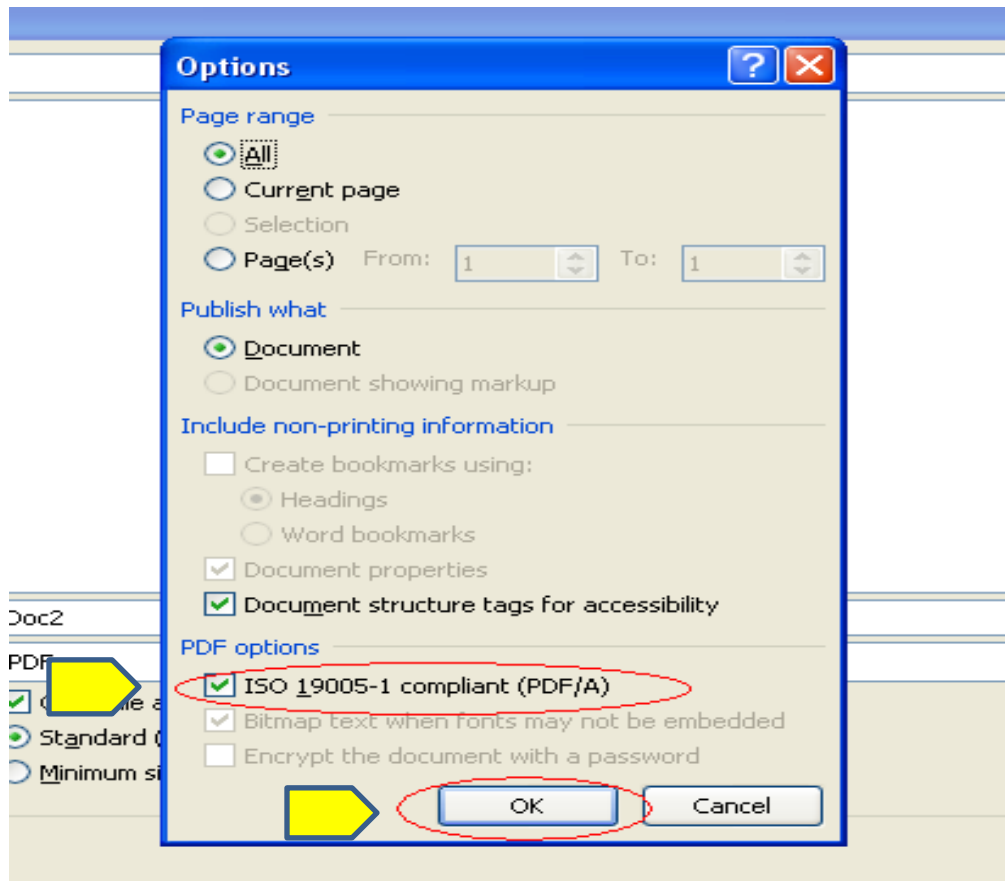 Options
Page range
All
Current page
Selection
Page(s) From: 1 To: 1
Publish what
Document
Document showing markup
Include non-printing information
Create bookmarks using:
Headings
Word bookmarks
Document properties
Document structure tags for accessibility
Doc2
PDF options
PDF
ISO 19005-1 compliant (PDF/A)
Bitmap text when fonts may not be embedded
Standard (
Encrypt the document with a password
Minimum si
OK Cancel